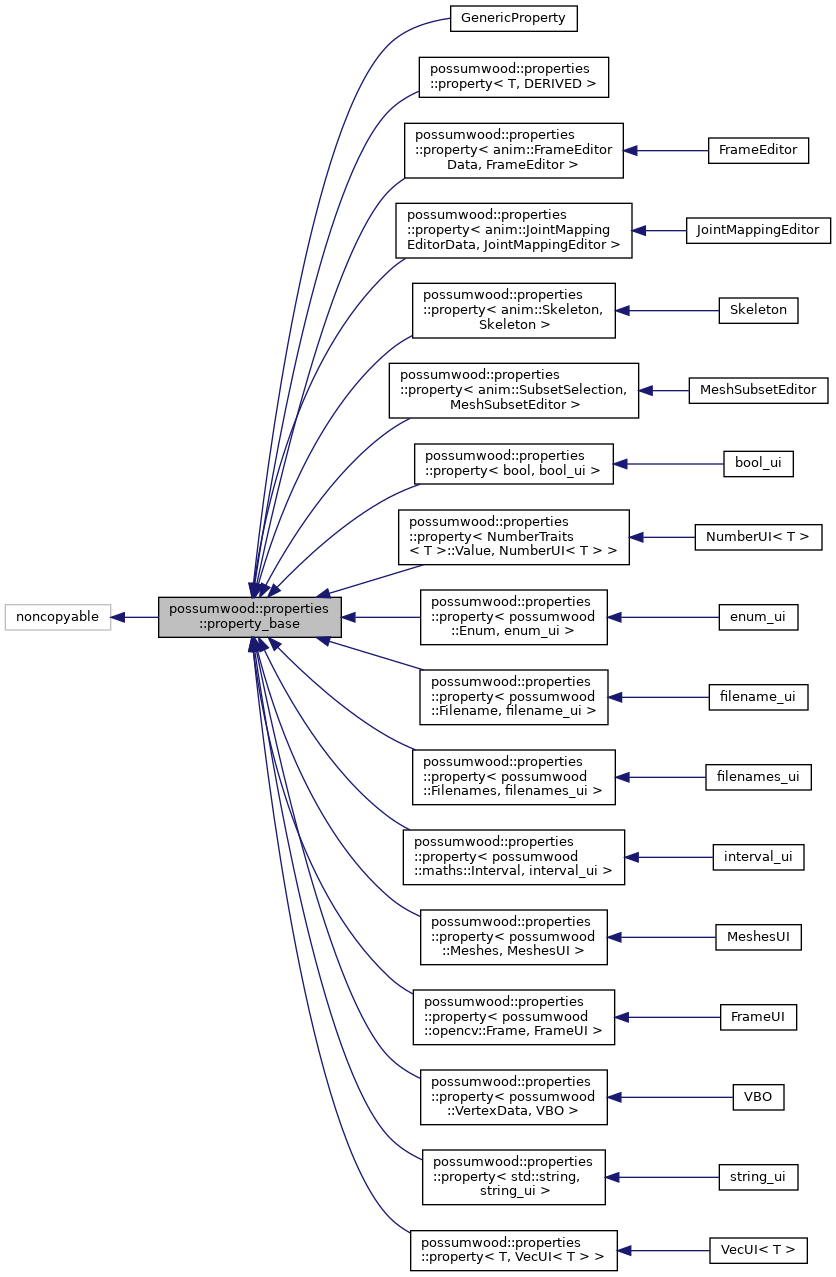 GenericProperty
possumwood::properties
::property< T, DERIVED >
possumwood::properties
::property< anim::FrameEditor
Data, FrameEditor >
FrameEditor
possumwood::properties
::property< anim::JointMapping
EditorData, JointMappingEditor >
JointMappingEditor
possumwood::properties
::property< anim::Skeleton,
Skeleton >
Skeleton
possumwood::properties
::property< anim::SubsetSelection,
MeshSubsetEditor >
MeshSubsetEditor
possumwood::properties
::property< bool, bool_ui >
bool_ui
possumwood::properties
::property< NumberTraits
< T >::Value, NumberUI< T > >
NumberUI< T >
noncopyable
possumwood::properties
::property_base
possumwood::properties
::property< possumwood
::Enum, enum_ui >
enum_ui
possumwood::properties
::property< possumwood
::Filename, filename_ui >
filename_ui
possumwood::properties
::property< possumwood
::Filenames, filenames_ui >
filenames_ui
possumwood::properties
::property< possumwood
::maths::Interval, interval_ui >
interval_ui
possumwood::properties
::property< possumwood
::Meshes, MeshesUI >
MeshesUI
possumwood::properties
::property< possumwood
::opencv::Frame, FrameUI >
FrameUI
possumwood::properties
::property< possumwood
::VertexData, VBO >
VBO
possumwood::properties
::property< std::string,
string_ui >
string_ui
possumwood::properties
::property< T, VecUI< T > >
VecUI< T >